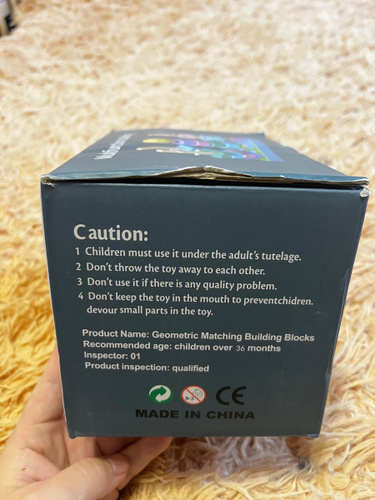 Caution:
1 Children must use it under the adult's tutelage.
2 Don't throw the toy away to each other.
3 Don't use it if there is any quality problem.
4 Don't keep the toy in the mouth to preventchidren.
devour small parts in the toy.
Product Name: Geometric Matching Building Blocks
Recommended age: children over 36 months
Inspector: 01
Product inspection: qualified
0-3
CE
MADE IN CHINA